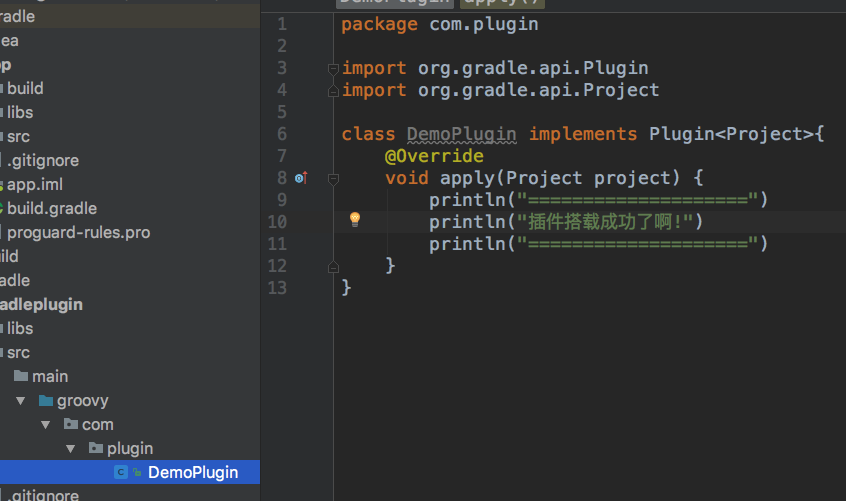 DemoPlugin apply()
radle
ea
p
build
libs
src
.gitignore
app.iml
build.gradle
proguard-rules.pro
ild
adle
adleplugin
libs
src
main
groovy
com
plugin
DemoPlugin
.gitignore
1 package com.plugin
2
3 import org.gradle.api.Plugin
4 import org.gradle.api.Project
5
6 class DemoPlugin implements Plugin<Project>{
7 @Override
8 void apply(Project project) {
9 println("====================")
10 println("插件搭载成功了啊!")
11 println("====================")
12 }
13 }